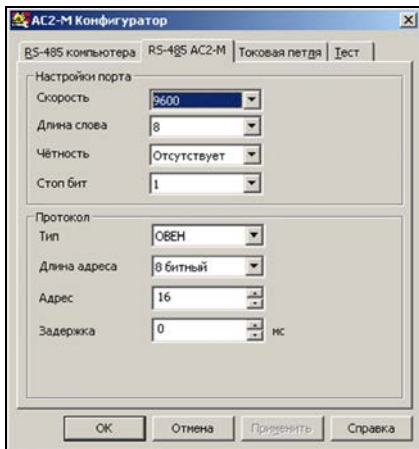 АС2-М Конфигуратор
RS-485 компьютера RS-485 АС2-М Токовая петля Тест
Настройки порта
Скорость 9600
Длина слова 8
Чётность Отсутствует
Стоп бит 1
Протокол
Тип ОВЕН
Длина адреса 8 битный
Адрес 16
Задержка 0 мс
OK Отмена Применить Справка